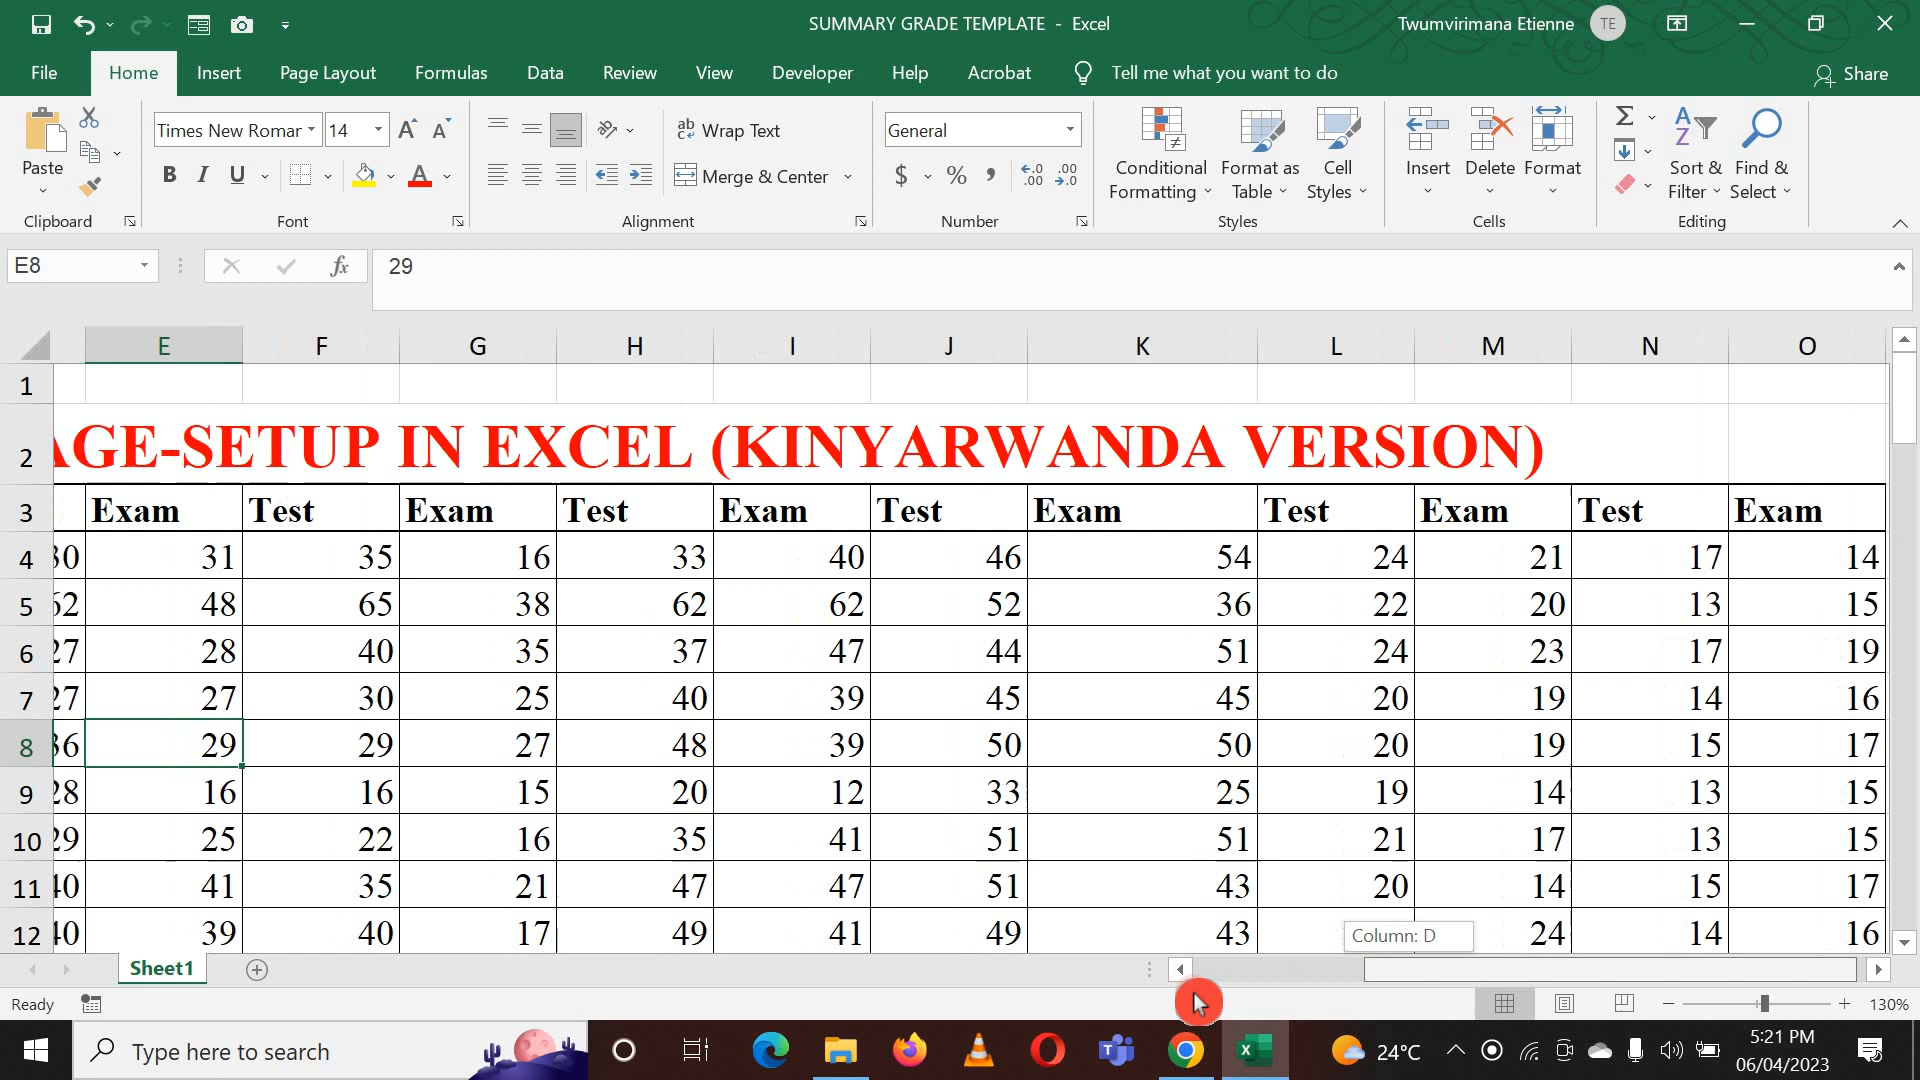 SUMMARY GRADE TEMPLATE - Excel
Twumvirimana Etienne TE
File Home Insert Page Layout Formulas Data Review View Developer Help Acrobat Tell me what you want to do Share
Paste
Clipboard
Times New Romar 14
B I U A
Font
Wrap Text
Merge & Center
Alignment
General
$ % ,
Number
Conditional Formatting
Format as Table
Cell Styles
Styles
Insert Delete Format
Cells
Sort & Filter
Find & Select
Editing
E8 fx 29
E F G H I J K L M N O
1
2 AGE-SETUP IN EXCEL (KINYARWANDA VERSION)
3 Exam Test Exam Test Exam Test Exam Test Exam Test Exam
4 30 31 35 16 33 40 46 54 24 21 17 14
5 62 48 65 38 62 62 52 36 22 20 13 15
6 27 28 40 35 37 47 44 51 24 23 17 19
7 27 27 30 25 40 39 45 45 20 19 14 16
8 36 29 29 27 48 39 50 50 20 19 15 17
9 28 16 16 15 20 12 33 25 19 14 13 15
10 29 25 22 16 35 41 51 51 21 17 13 15
11 40 41 35 21 47 47 51 43 20 14 15 17
12 40 39 40 17 49 41 49 43 24 14 16
Column: D
Sheet1
Ready 130%
Type here to search
24°C
5:21 PM
06/04/2023